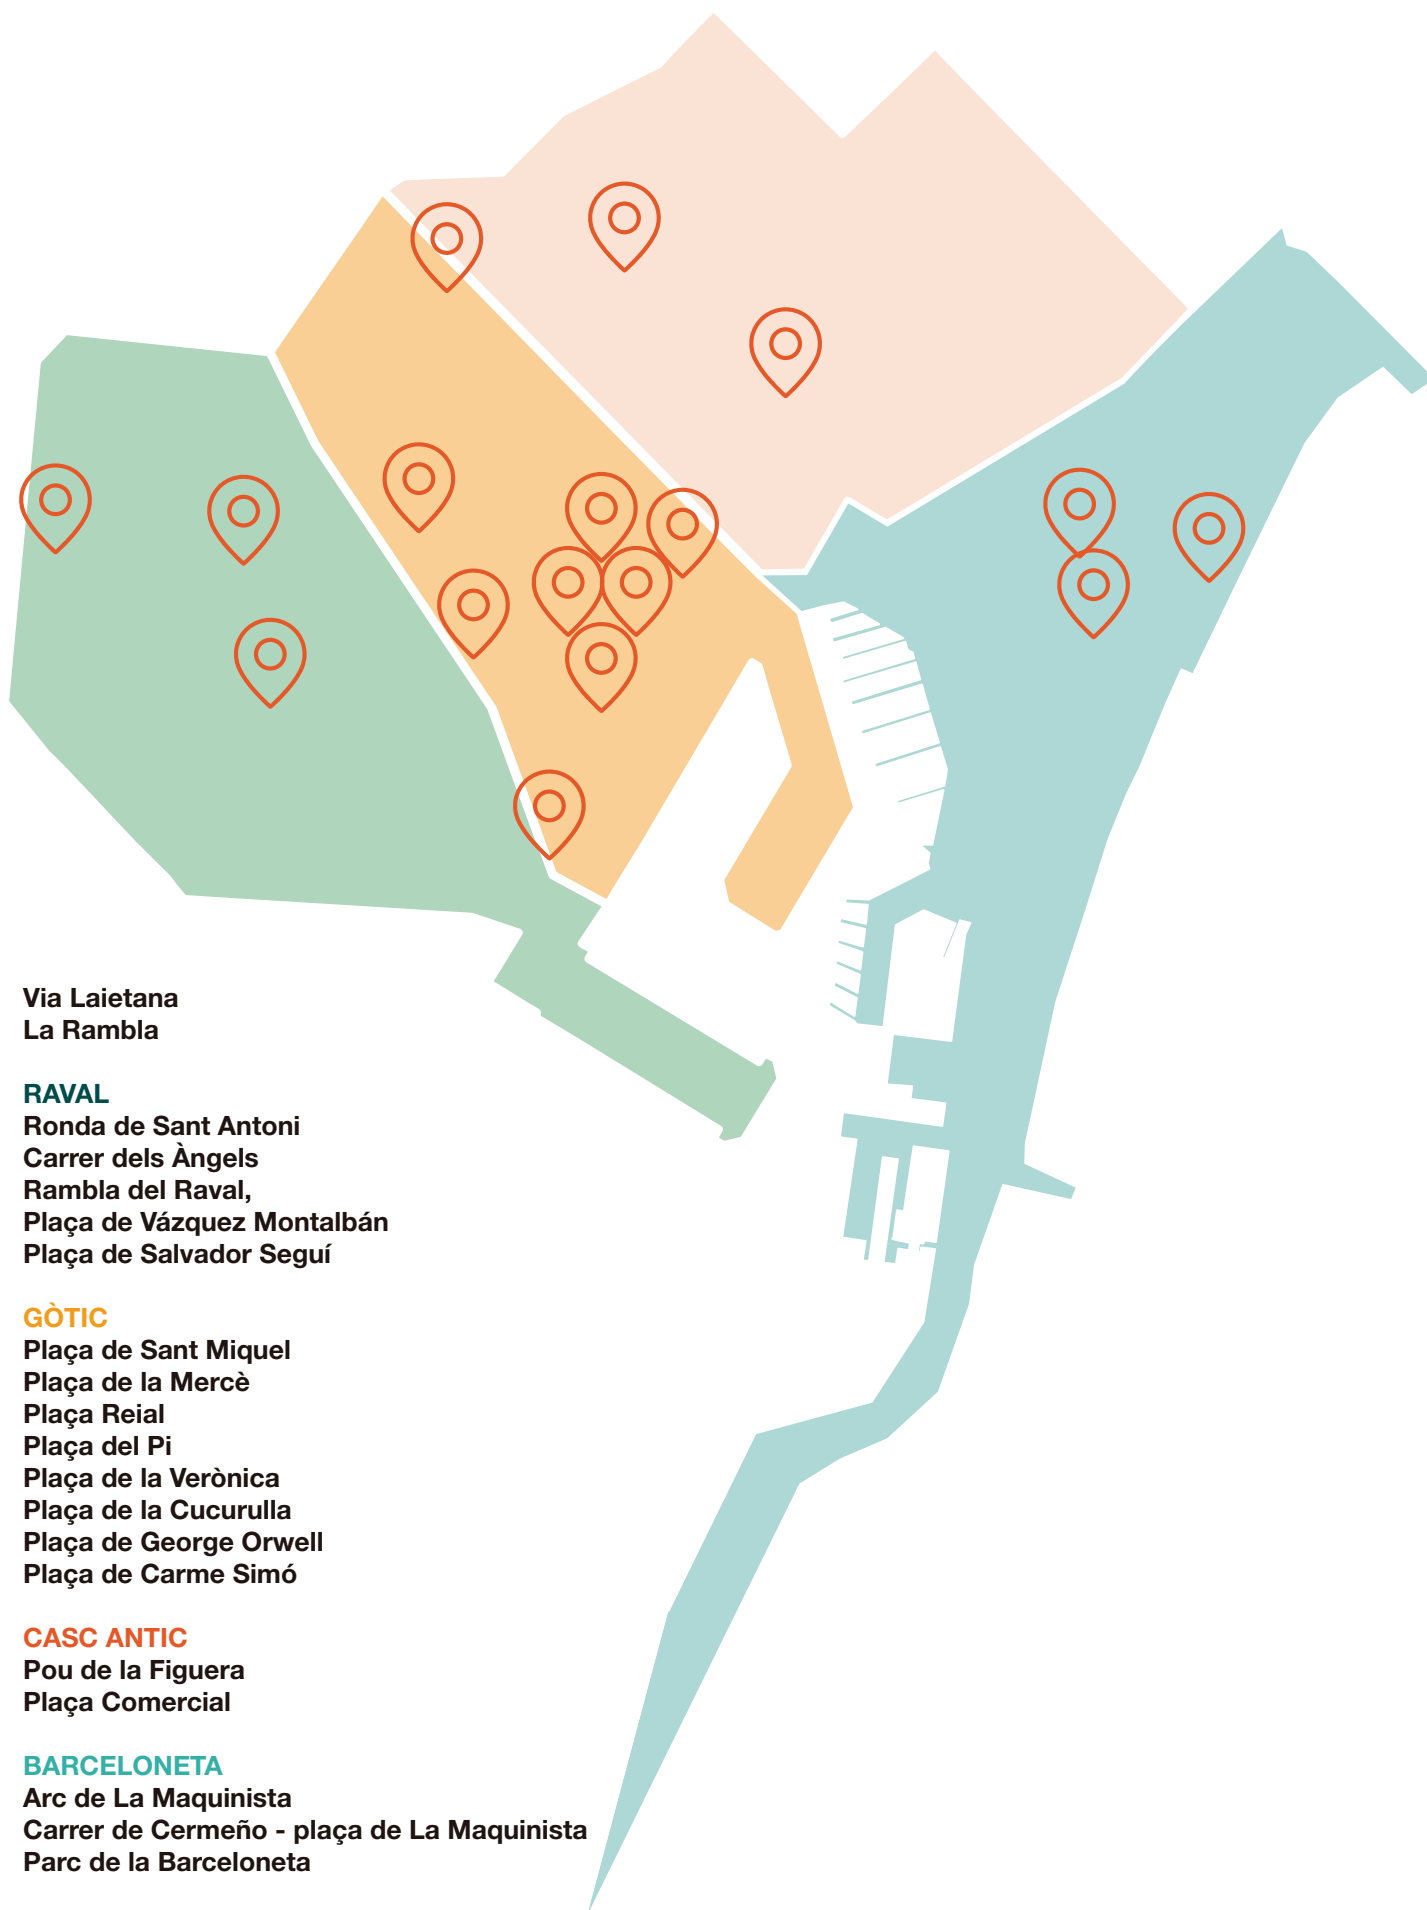 Via Laietana
La Rambla
RAVAL
Ronda de Sant Antoni
Carrer dels Àngels
Rambla del Raval,
Plaça de Vázquez Montalbán
Plaça de Salvador Seguí
GÒTIC
Plaça de Sant Miquel
Plaça de la Mercè
Plaça Reial
Plaça del Pi
Plaça de la Verònica
Plaça de la Cucurulla
Plaça de George Orwell
Plaça de Carme Simó
CASC ANTIC
Pou de la Figuera
Plaça Comercial
BARCELONETA
Arc de La Maquinista
Carrer de Cermeño - plaça de La Maquinista
Parc de la Barceloneta